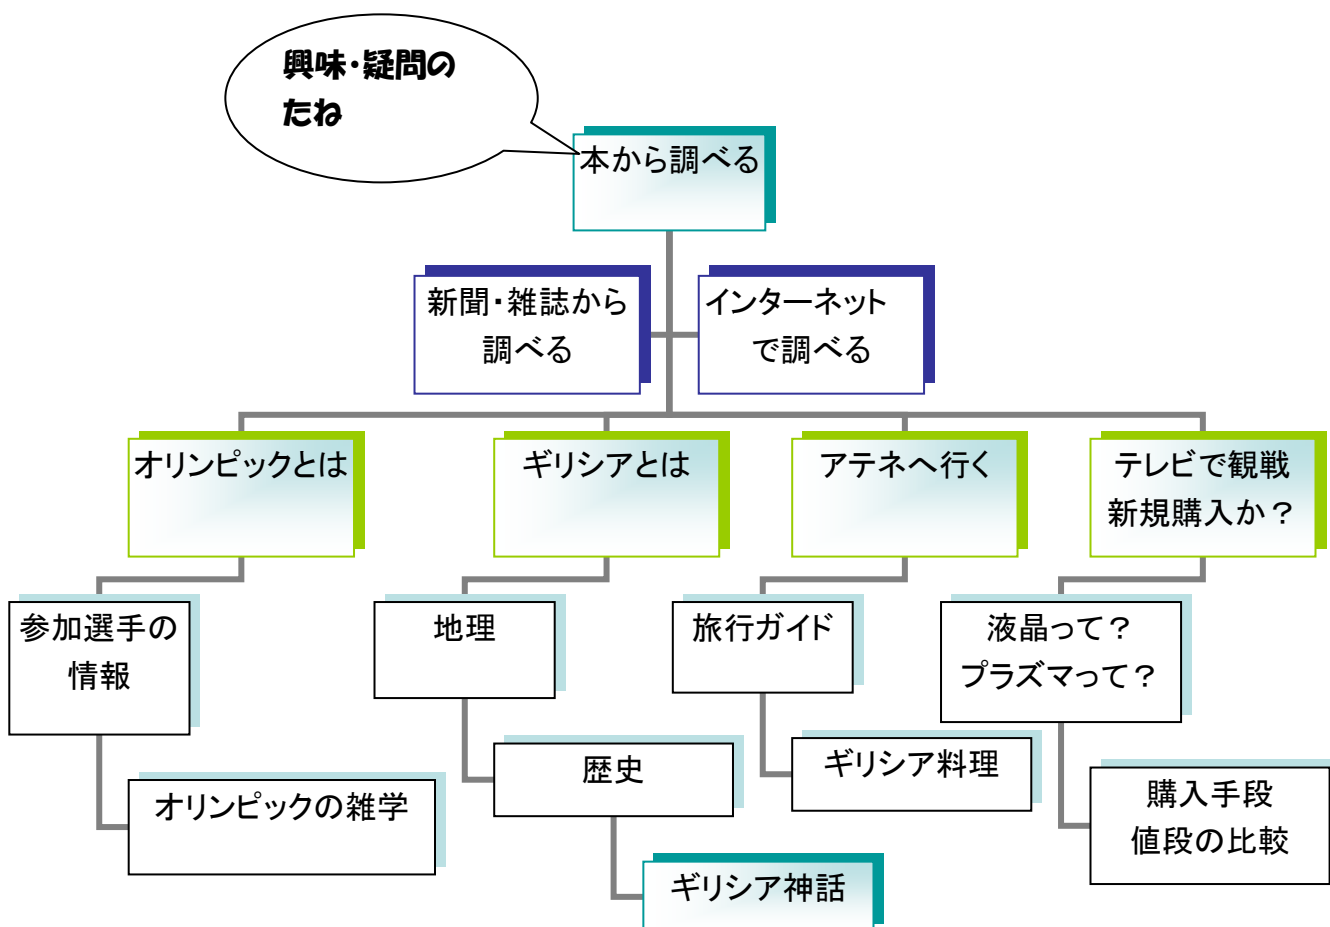 興味・疑問の
たね
本から調べる
新聞・雑誌から
調べる
インターネット
で調べる
オリンピックとは
ギリシアとは
アテネへ行く
テレビで観戦
新規購入か？
参加選手の
情報
地理
旅行ガイド
液晶って？
プラズマって？
オリンピックの雑学
歴史
ギリシア料理
購入手段
値段の比較
ギリシア神話